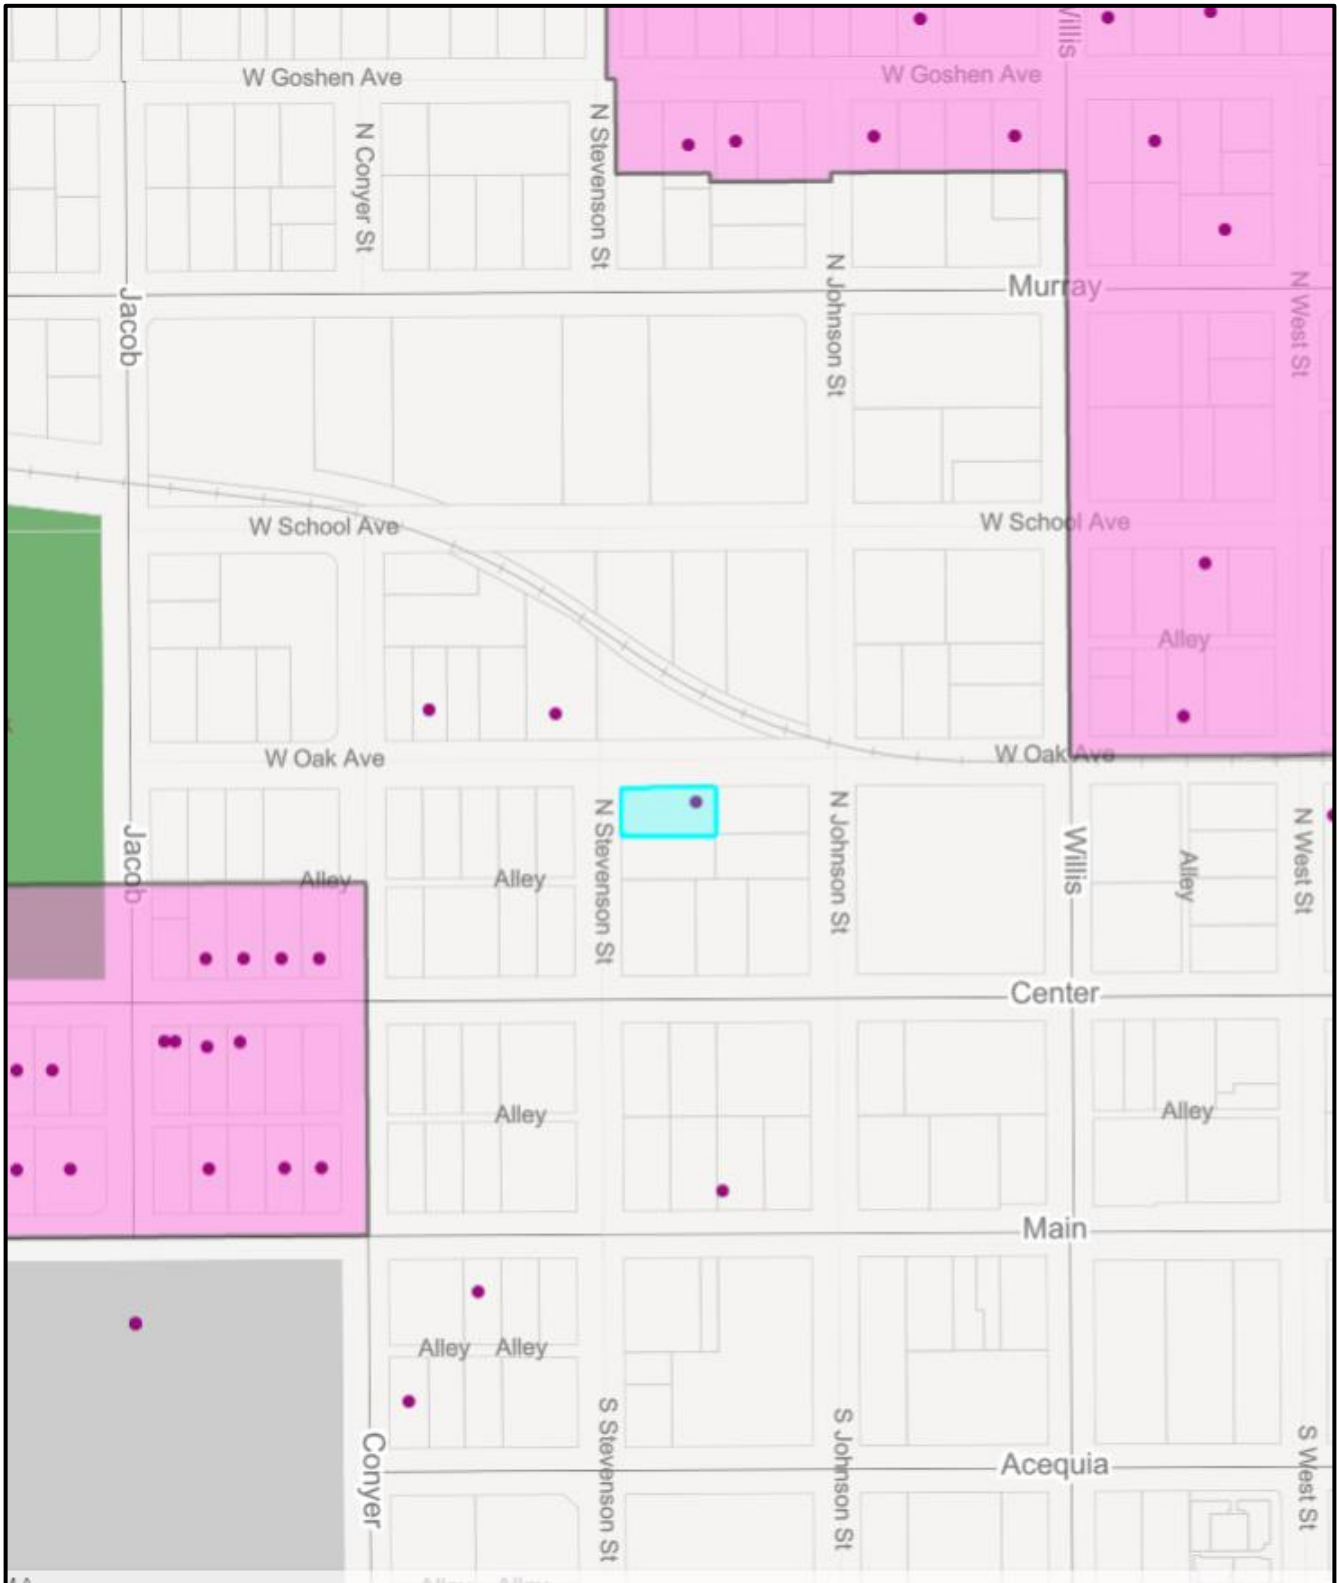 Willis
W Goshen Ave
W Goshen Ave
N Stevenson St
N Conyer St
N Johnson St
N West St
Murray
Jacob
W School Ave
W School Ave
Alley
W Oak Ave
W Oak Ave
N Stevenson St
N Johnson St
Willis
N West St
Jacob
Alley
Alley
Alley
Center
Alley
Alley
Main
Alley
Alley
S Stevenson St
S Johnson St
S West St
Conyer
Acequia